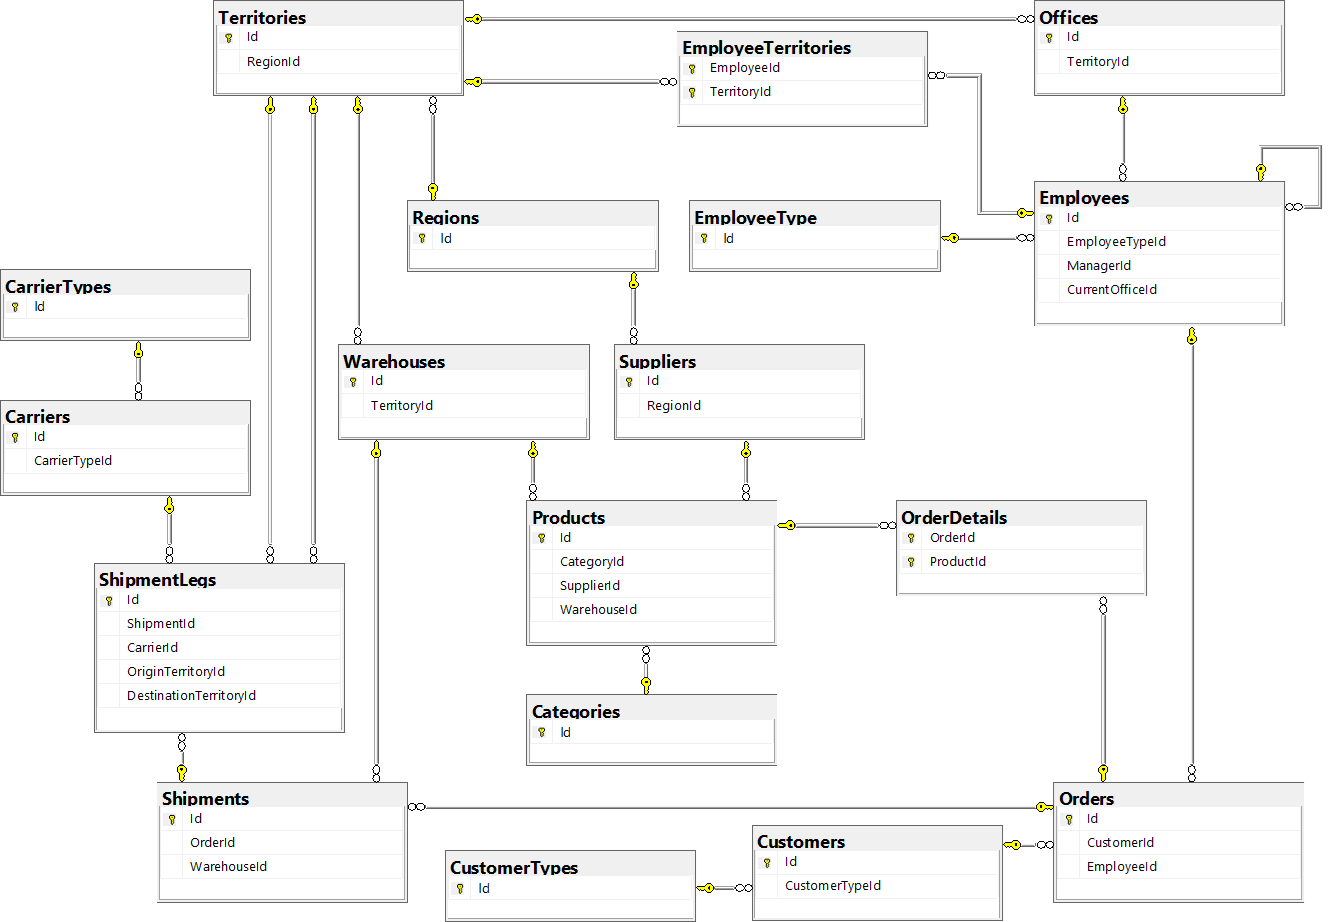 Territories
Id
RegionId
Offices
Id
TerritoryId
EmployeeTerritories
EmployeeId
TerritoryId
Employees
Id
EmployeeTypeId
ManagerId
CurrentOfficeId
Regions
Id
EmployeeType
Id
CarrierTypes
Id
Warehouses
Id
TerritoryId
Suppliers
Id
RegionId
Carriers
Id
CarrierTypeId
Products
Id
CategoryId
SupplierId
WarehouseId
OrderDetails
OrderId
ProductId
ShipmentLegs
Id
ShipmentId
CarrierId
OriginTerritoryId
DestinationTerritoryId
Categories
Id
Shipments
Id
OrderId
WarehouseId
Orders
Id
CustomerId
EmployeeId
Customers
Id
CustomerTypeId
CustomerTypes
Id